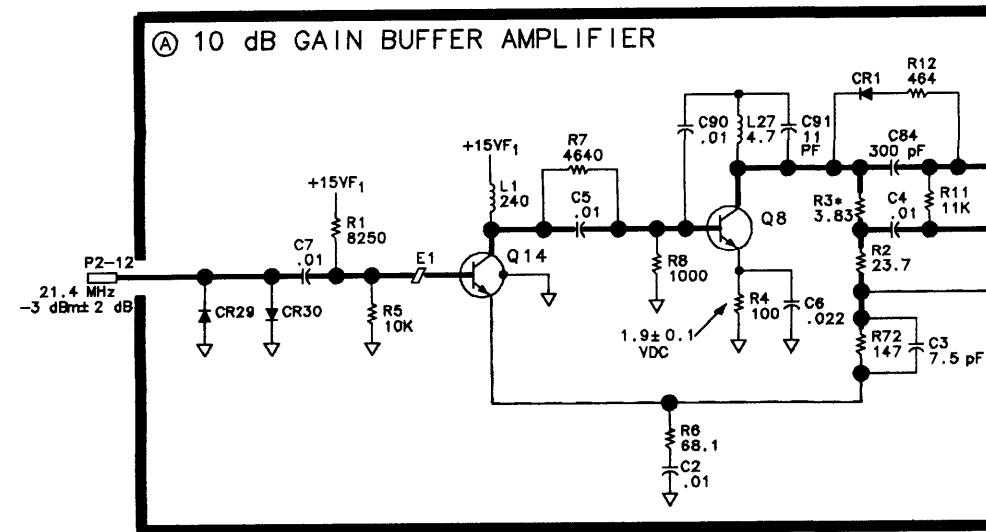 A 10 dB GAIN BUFFER AMPLIFIER
R12
464
CR1
C90
.01
L27
4.7
C91
11
PF
C84
300 pF
+15VF1
R7
4640
L1
240
C5
.01
+15VF1
R1
8250
Q8
R3*
3.83
C4
.01
R11
11K
P2-12
C7
.01
E1
Q14
R8
1000
R2
23.7
21.4 MHz
-3 dBm± 2 dB
CR29
CR30
R5
10K
R4
100
C6
.022
1.9± 0.1
VDC
R72
147
C3
7.5 pF
R6
68.1
C2
.01